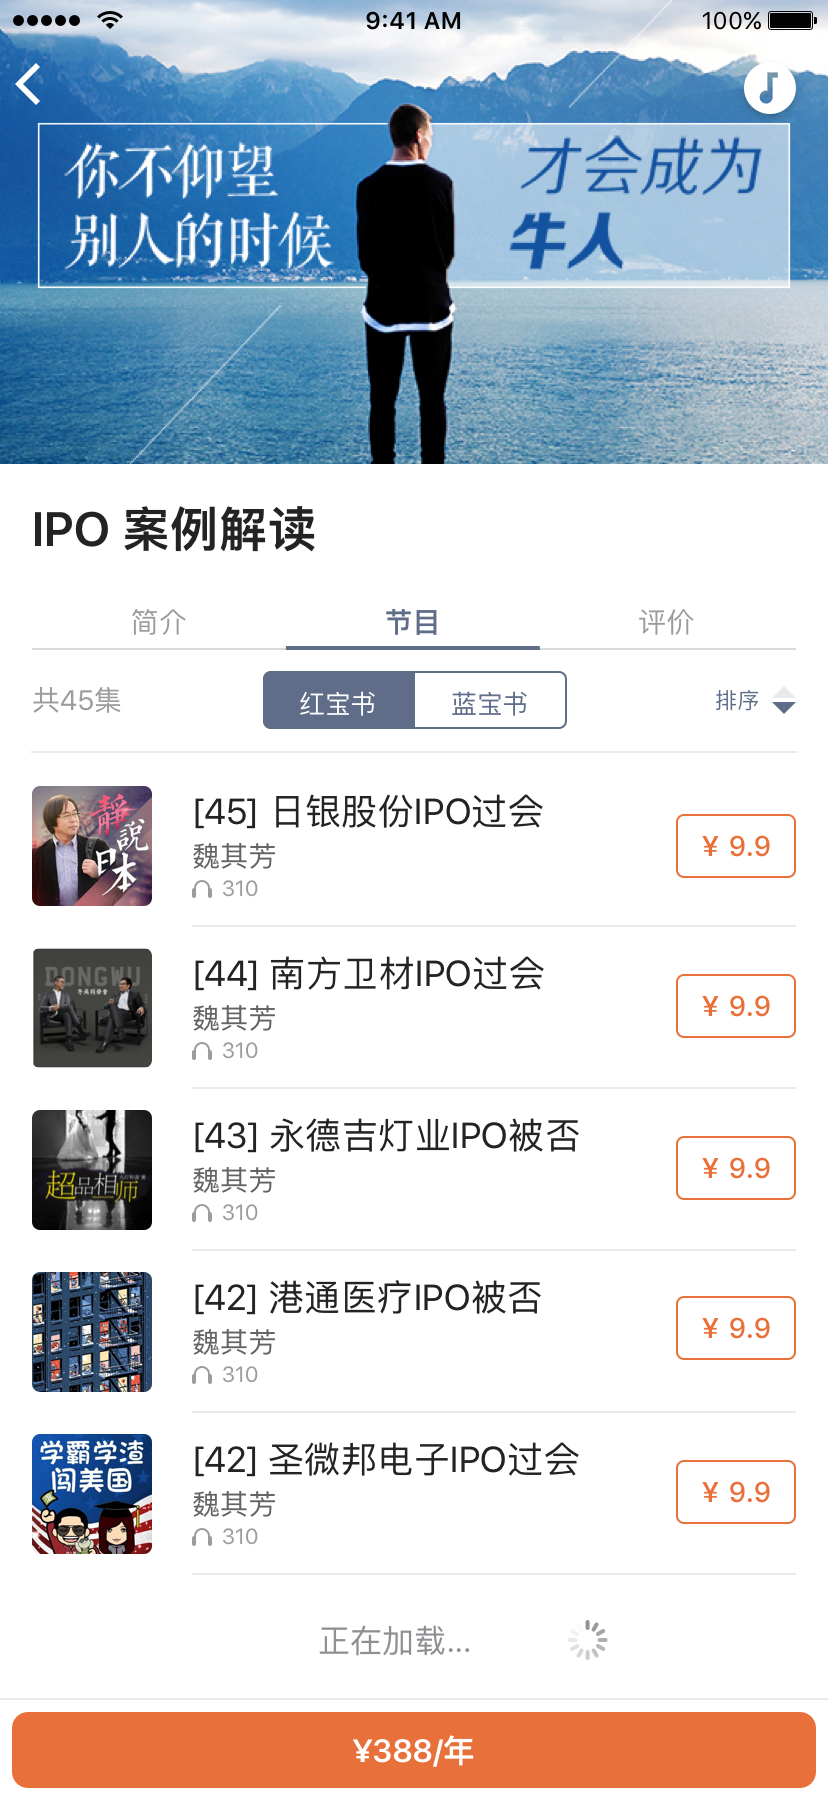 9:41 AM
100%
你不仰望
别人的时候
才会成为
牛人
IPO 案例解读
简介
节目
评价
共45集
红宝书
蓝宝书
排序
静
說
日本
[45] 日银股份IPO过会
魏其芳
310
¥ 9.9
DONGWU
[44] 南方卫材IPO过会
魏其芳
310
¥ 9.9
超品相师
[43] 永德吉灯业IPO被否
魏其芳
310
¥ 9.9
[42] 港通医疗IPO被否
魏其芳
310
¥ 9.9
学霸学渣
闯美国
[42] 圣微邦电子IPO过会
魏其芳
310
¥ 9.9
正在加载...
¥388/年